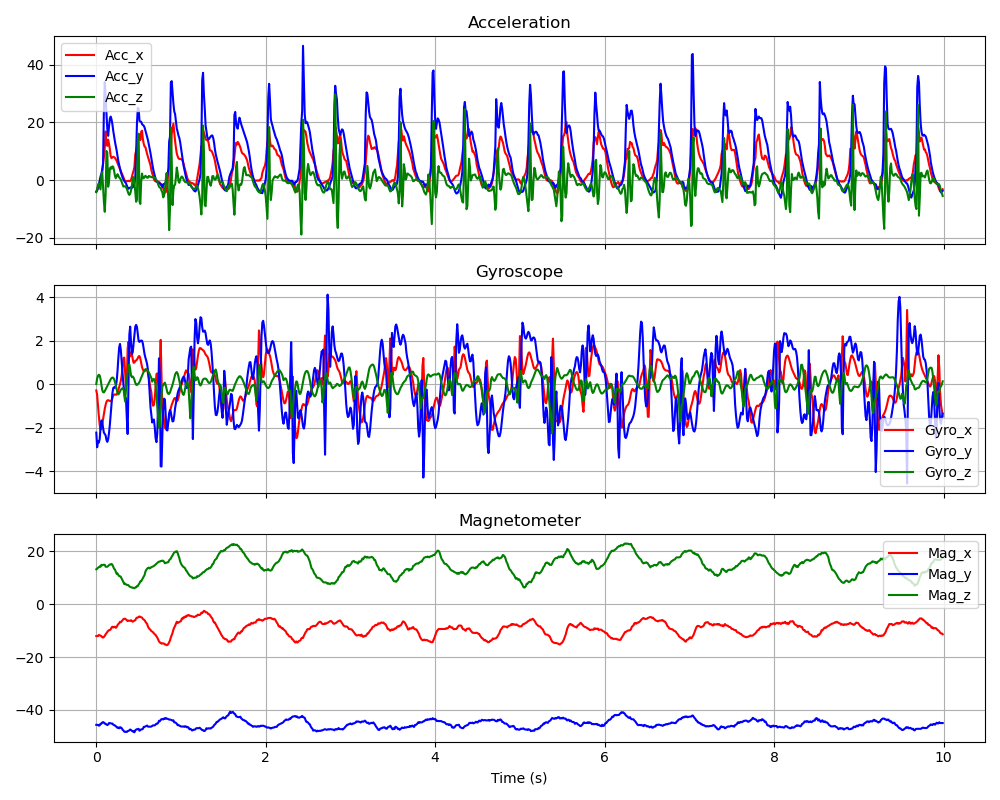 Acceleration
Acc_x
Acc_y
Acc_z
40
20
0
−20
Gyroscope
4
2
0
−2
−4
Gyro_x
Gyro_y
Gyro_z
Magnetometer
Mag_x
Mag_y
Mag_z
20
0
−20
−40
0 2 4 6 8 10
Time (s)